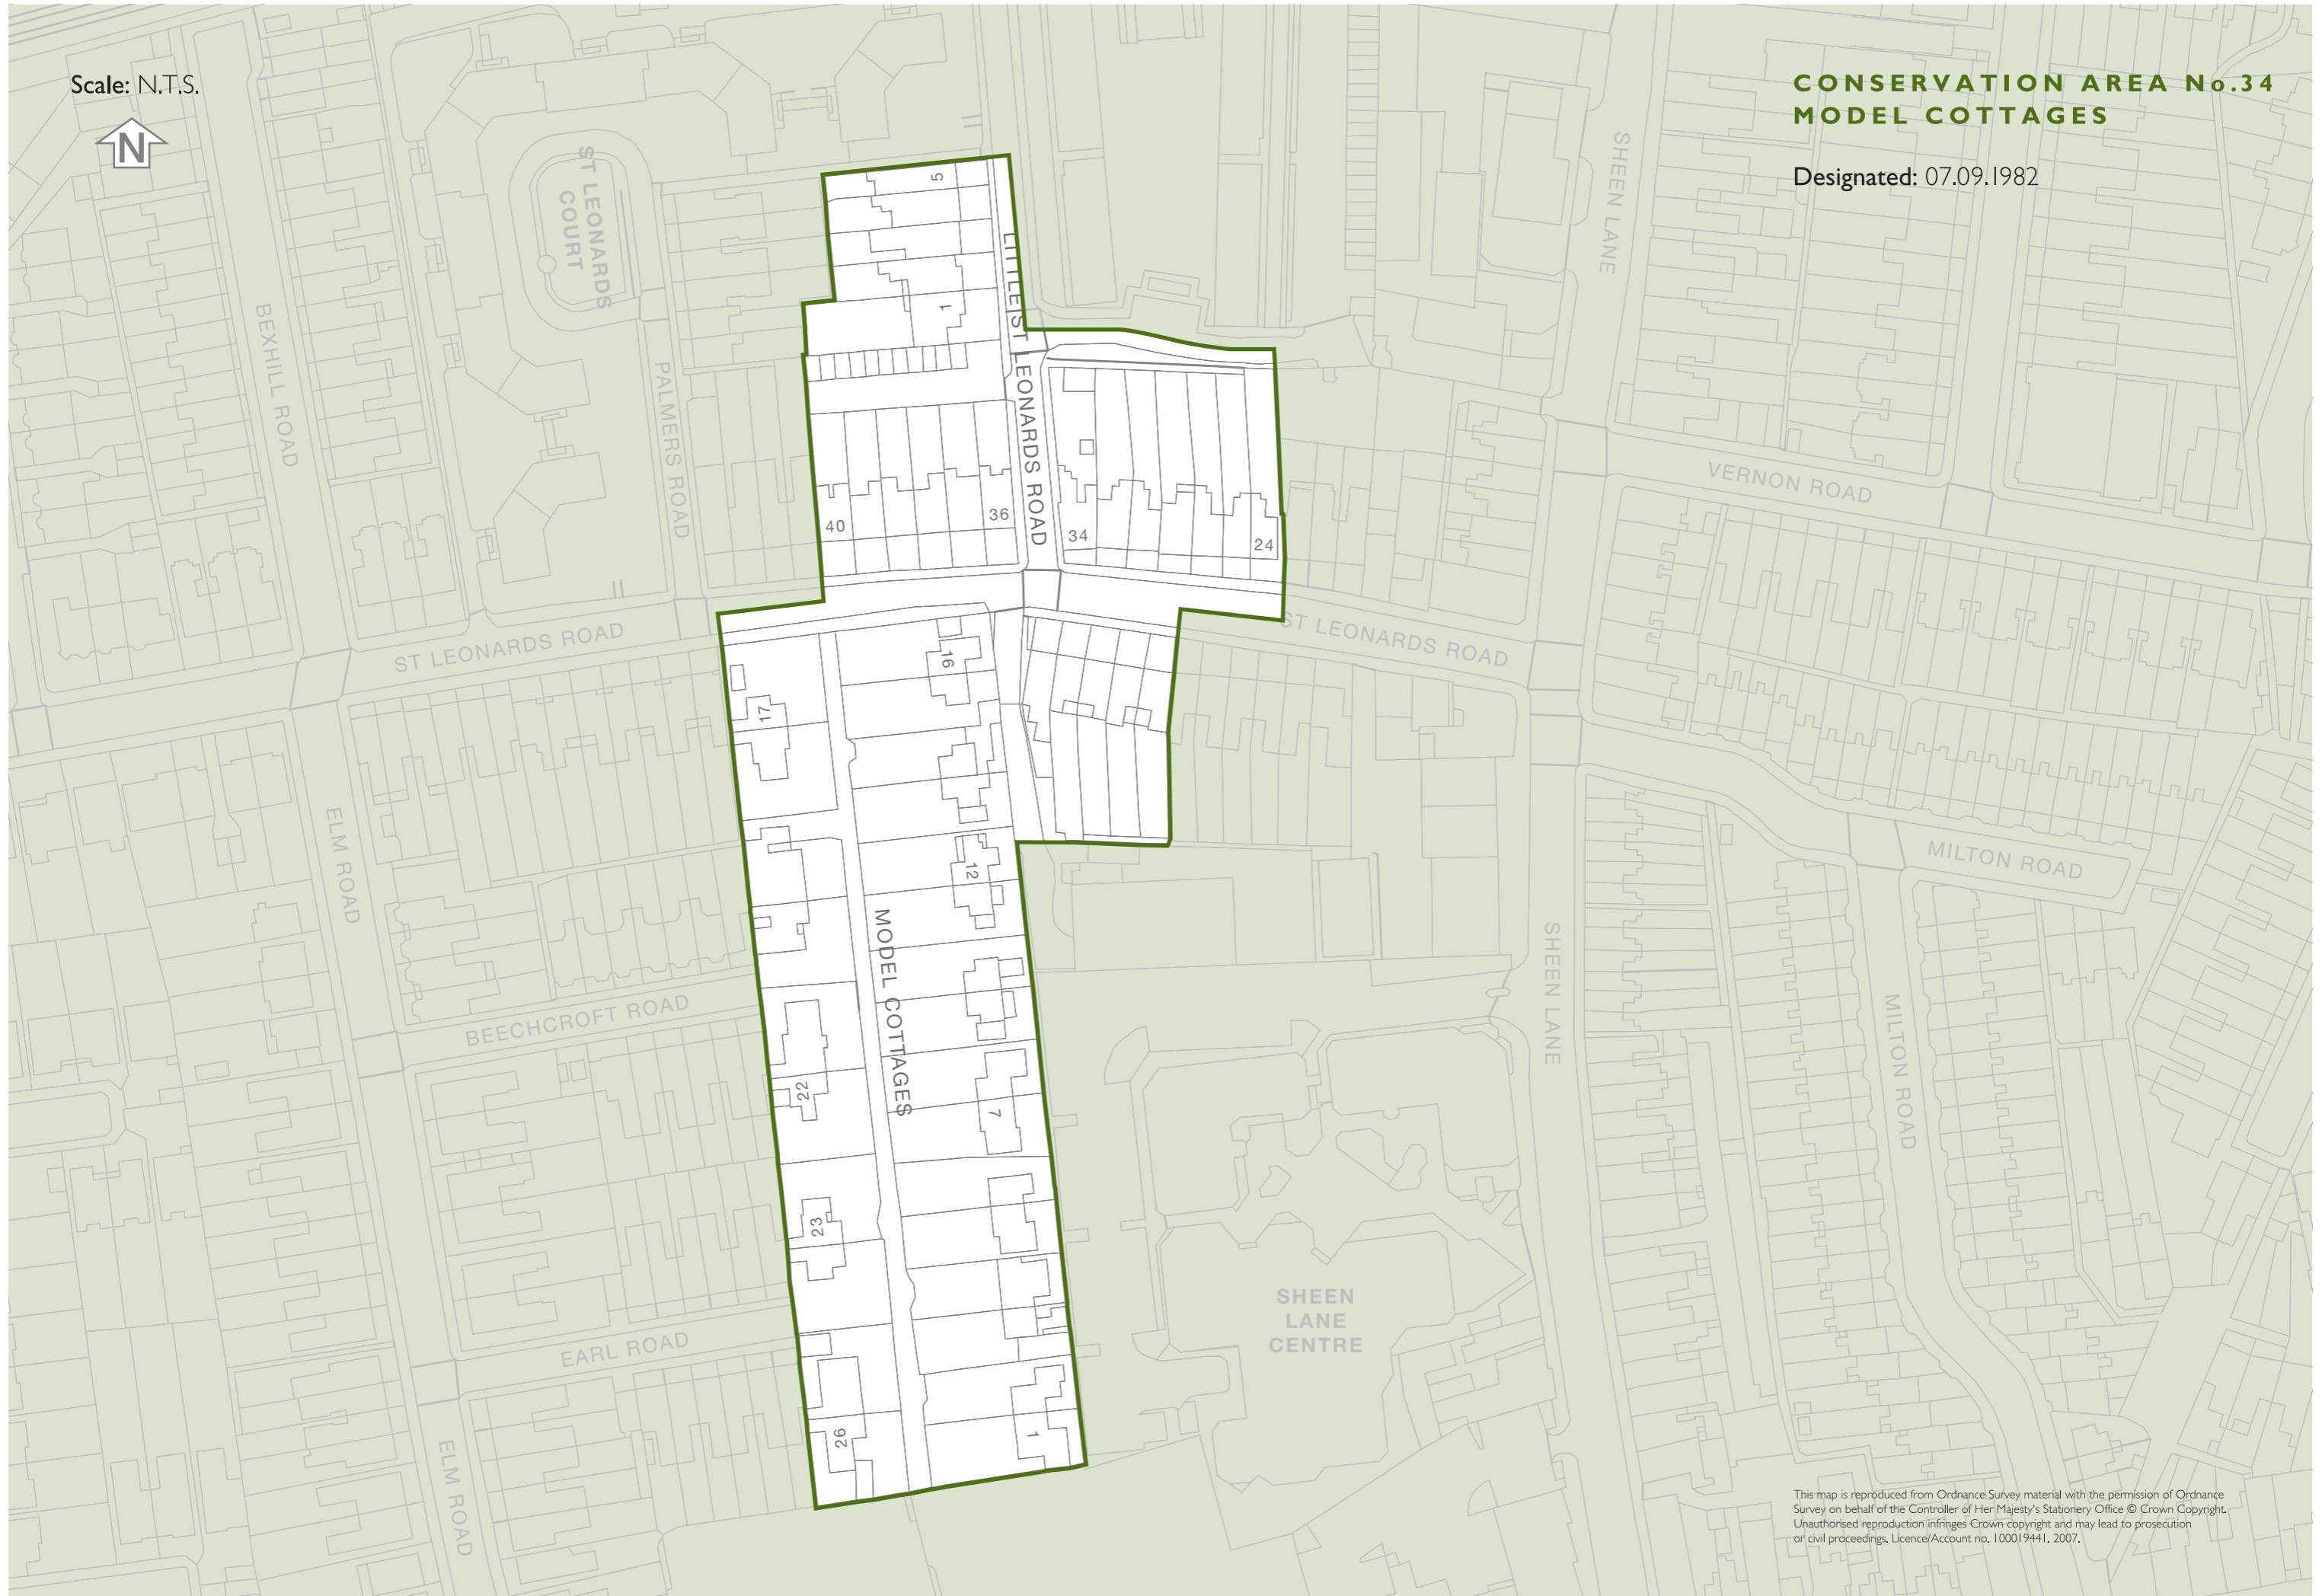 Scale: N.T.S.
N
CONSERVATION AREA No.34
MODEL COTTAGES
Designated: 07.09.1982
ST LEONARDS
COURT
BEXHILL ROAD
PALMERS ROAD
SHEEN LANE
VERNON ROAD
5
1
LITTLE ST LEONARDS ROAD
40
36
34
24
ST LEONARDS ROAD
ST LEONARDS ROAD
16
17
ELM ROAD
12
MILTON ROAD
MODEL COTTAGES
BEECHCROFT ROAD
SHEEN LANE
MILTON ROAD
22
7
23
SHEEN
LANE
CENTRE
EARL ROAD
26
1
ELM ROAD
This map is reproduced from Ordnance Survey material with the permission of Ordnance
Survey on behalf of the Controller of Her Majesty's Stationery Office © Crown Copyright.
Unauthorised reproduction infringes Crown copyright and may lead to prosecution
or civil proceedings. Licence/Account no. 100019441. 2007.